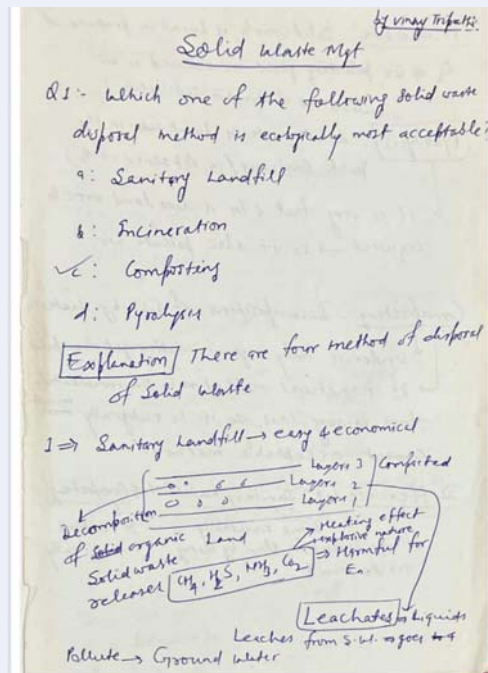 by Vinay Tripathi
Solid Waste Mgt
Q1:- Which one of the following Solid waste
disposal method is ecologically most acceptable?
a: Sanitary Landfill
b: Incineration
✓c: Composting
d: Pyrolysis
Explanation There are four method of disposal
of Solid waste
1 ⇒ Sanitary Landfill → easy & economical
Layers 3 Compacted
Layers 2
Layers 1
Decomposition
of organic Land
Solid waste
releases CH4, H2S, NH3, CO2
→ Heating effect
→ explosive nature,
⇒ Harmful for
En
Leachates → Liquids
Leaches from S.W. → goes
Pollute → Ground Water